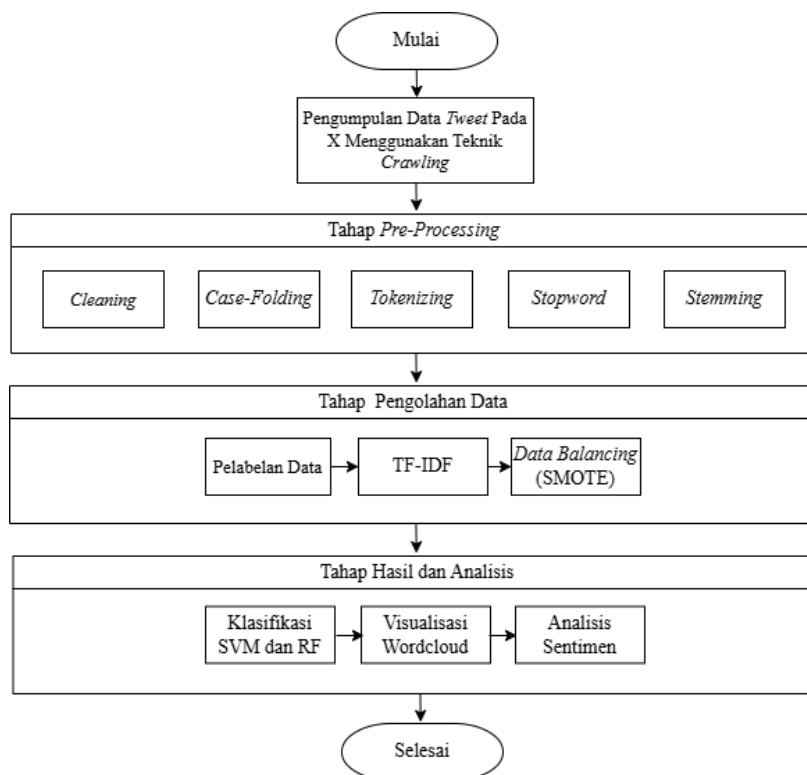 Mulai
Pengumpulan Data Tweet Pada
X Menggunakan Teknik
Crawling
Tahap Pre-Processing
Cleaning
Case-Folding
Tokenizing
Stopword
Stemming
Tahap Pengolahan Data
Pelabelan Data
TF-IDF
Data Balancing
(SMOTE)
Tahap Hasil dan Analisis
Klasifikasi
SVM dan RF
Visualisasi
Wordcloud
Analisis
Sentimen
Selesai